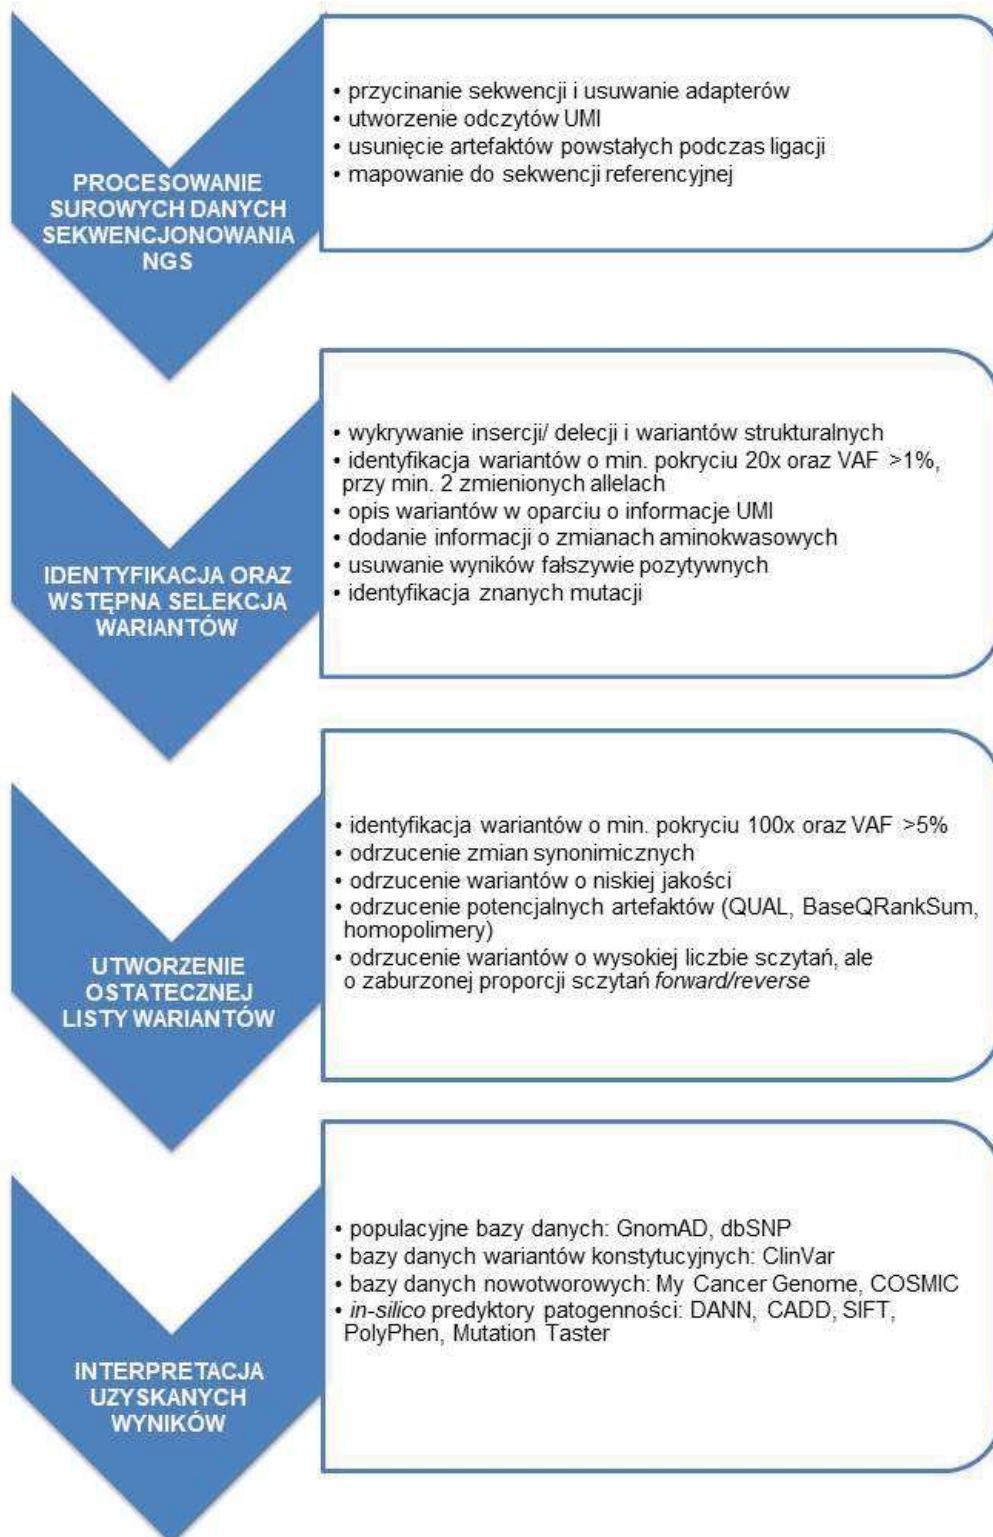 PROCESOWANIE
SUROWYCH DANYCH
SEKWENCJONOWANIA
NGS
• przycinanie sekwencji i usuwanie adapterów
• utworzenie odczytów UMI
• usunięcie artefaktów powstałych podczas ligacji
• mapowanie do sekwencji referencyjnej
IDENTYFIKACJA ORAZ
WSTĘPNA SELEKCJA
WARIANTÓW
• wykrywanie insercji/ delecji i wariantów strukturalnych
• identyfikacja wariantów o min. pokryciu 20x oraz VAF >1%,
przy min. 2 zmienionych allelach
• opis wariantów w oparciu o informacje UMI
• dodanie informacji o zmianach aminokwasowych
• usuwanie wyników fałszywie pozytywnych
• identyfikacja znanych mutacji
UTWORZENIE
OSTATECZNEJ
LISTY WARIANTÓW
• identyfikacja wariantów o min. pokryciu 100x oraz VAF >5%
• odrzucenie zmian synonimicznych
• odrzucenie wariantów o niskiej jakości
• odrzucenie potencjalnych artefaktów (QUAL, BaseQRankSum,
homopolimery)
• odrzucenie wariantów o wysokiej liczbie sczytań, ale
o zaburzonej proporcji sczytań forward/reverse
INTERPRETACJA
UZYSKANYCH
WYNIKÓW
• populacyjne bazy danych: GnomAD, dbSNP
• bazy danych wariantów konstytucyjnych: ClinVar
• bazy danych nowotworowych: My Cancer Genome, COSMIC
• in-silico predyktory patogenności: DANN, CADD, SIFT,
PolyPhen, Mutation Taster